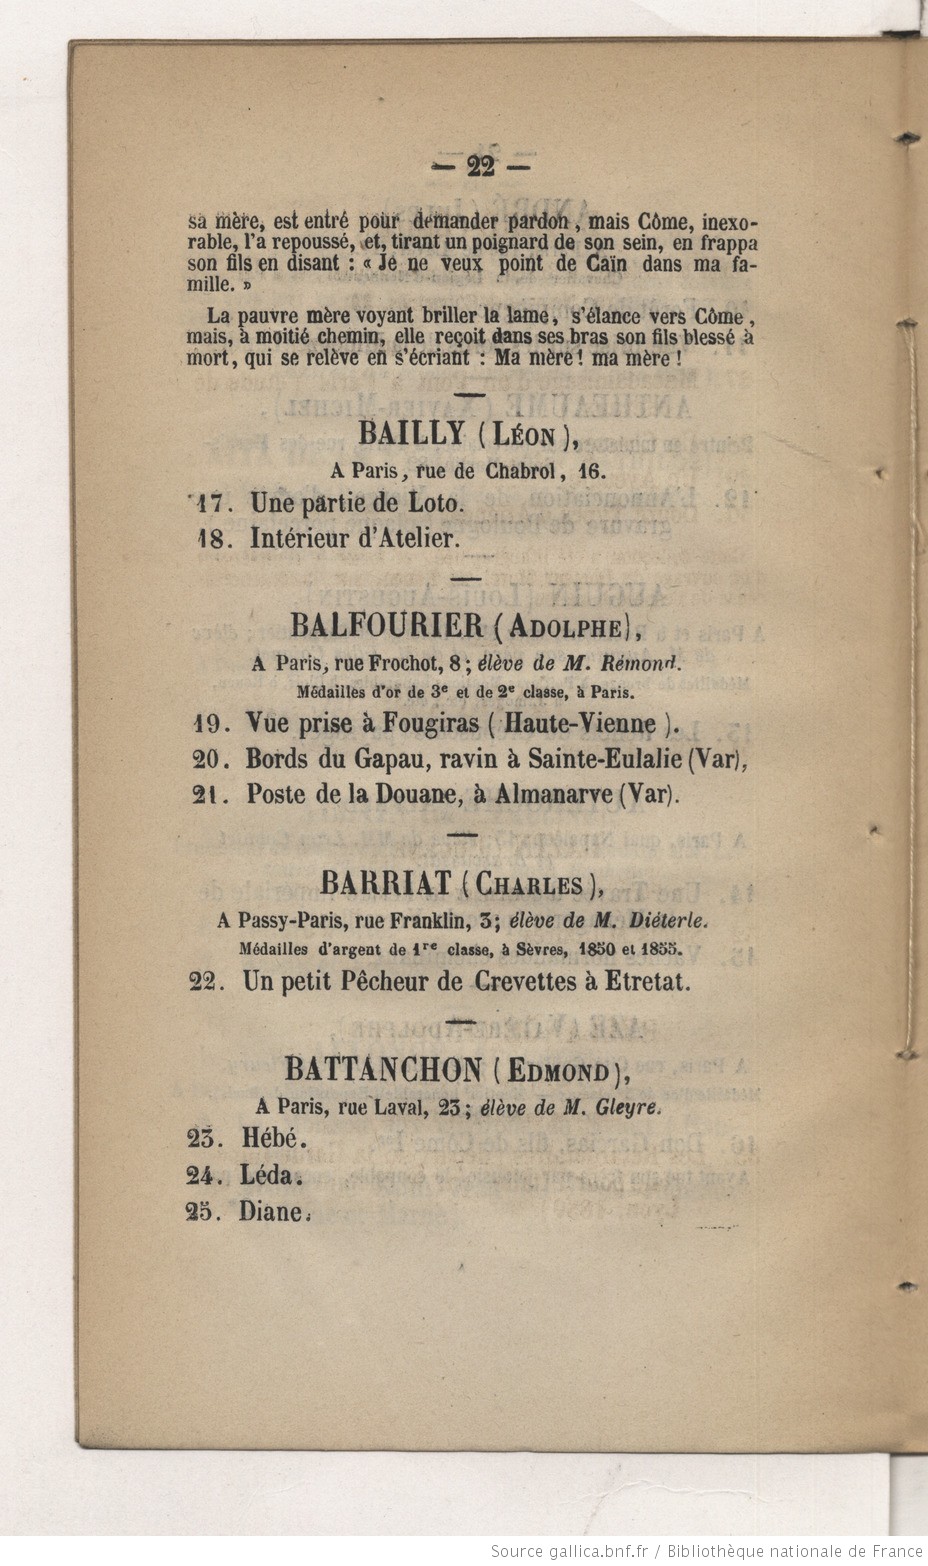 — 22 —
sa mère, est entré pour demander pardon, mais Côme, inexo-
rable, l'a repoussé, et, tirant un poignard de son sein, en frappa
son fils en disant : « Je ne veux point de Caïn dans ma fa-
mille. »
La pauvre mère voyant briller la lame, s'élance vers Côme,
mais, à moitié chemin, elle reçoit dans ses bras son fils blessé à
mort, qui se relève en s'écriant : Ma mère! ma mère!
BAILLY (LÉON),
A Paris, rue de Chabrol, 16.
17. Une partie de Loto.
18. Intérieur d'Atelier.
BALFOURIER (ADOLPHE),
A Paris, rue Frochot, 8; élève de M. Rémond.
Médailles d'or de 3e et de 2e classe, à Paris.
19. Vue prise à Fougiras (Haute-Vienne).
20. Bords du Gapau, ravin à Sainte-Eulalie (Var),
21. Poste de la Douane, à Almanarve (Var).
BARRIAT (CHARLES),
A Passy-Paris, rue Franklin, 3; élève de M. Diéterle.
Médailles d'argent de 1re classe, à Sèvres, 1850 et 1855.
22. Un petit Pêcheur de Crevettes à Etretat.
BATTANCHON (EDMOND),
A Paris, rue Laval, 23; élève de M. Gleyre.
23. Hébé.
24. Léda.
25. Diane.
Source gallica.bnf.fr / Bibliothèque nationale de France